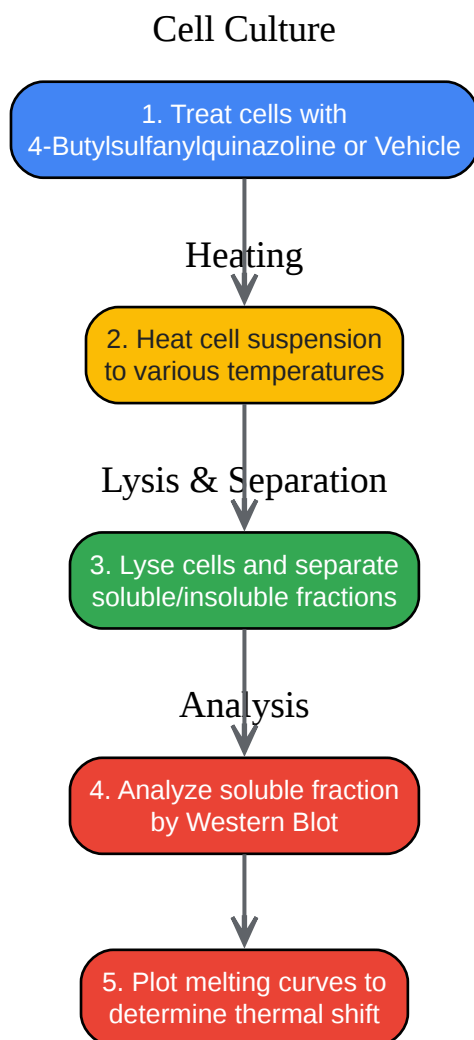 Cell Culture
1. Treat cells with
4-Butylsulfanylquinazoline or Vehicle
Heating
2. Heat cell suspension
to various temperatures
Lysis & Separation
3. Lyse cells and separate
soluble/insoluble fractions
Analysis
4. Analyze soluble fraction
by Western Blot
5. Plot melting curves to
determine thermal shift